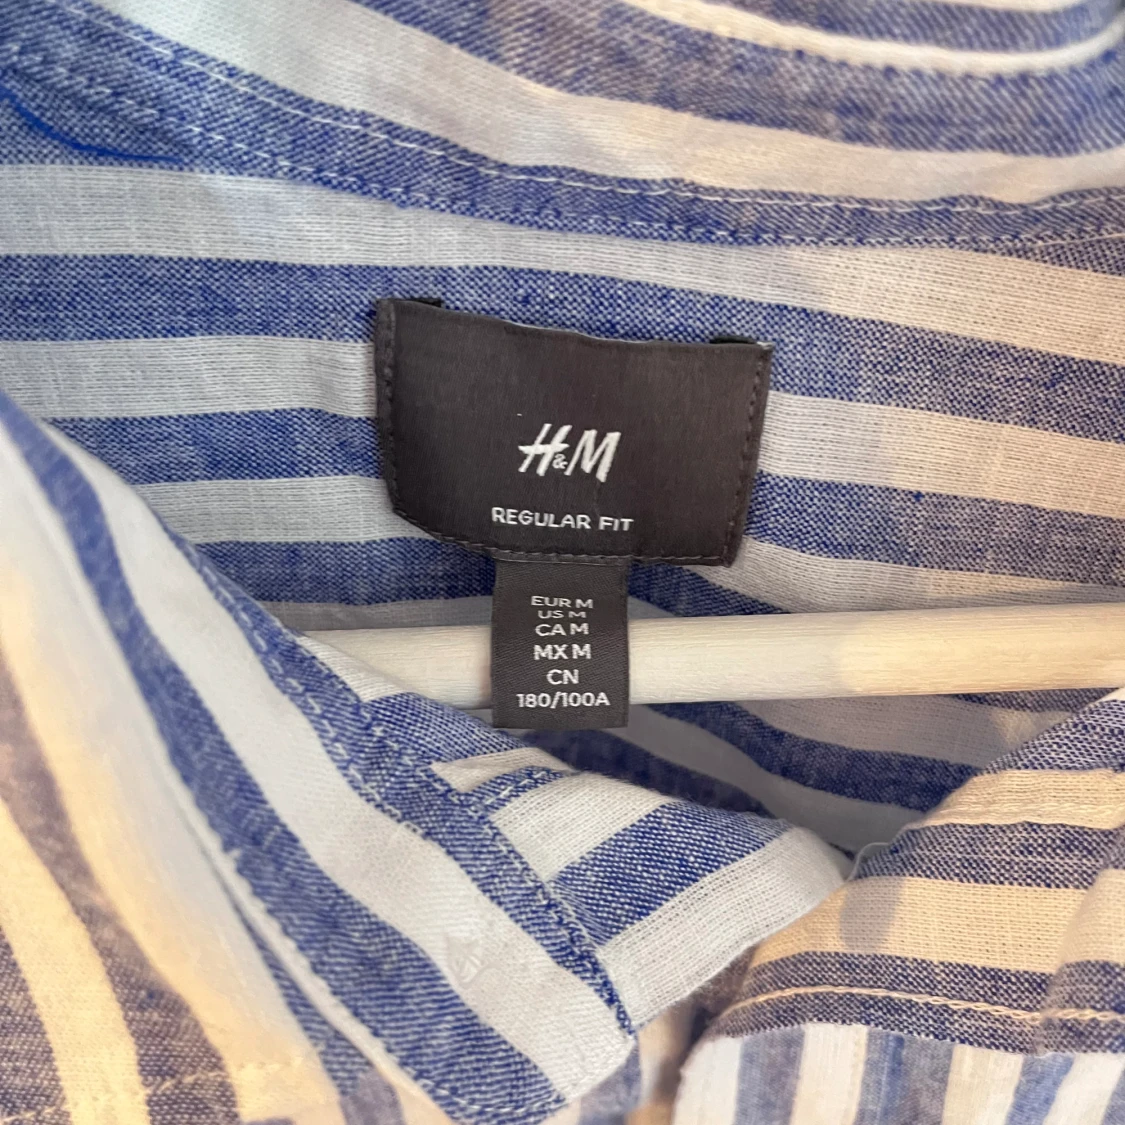 H&M
REGULAR FIT
EUR M
US M
CA M
MX M
CN
180/100A